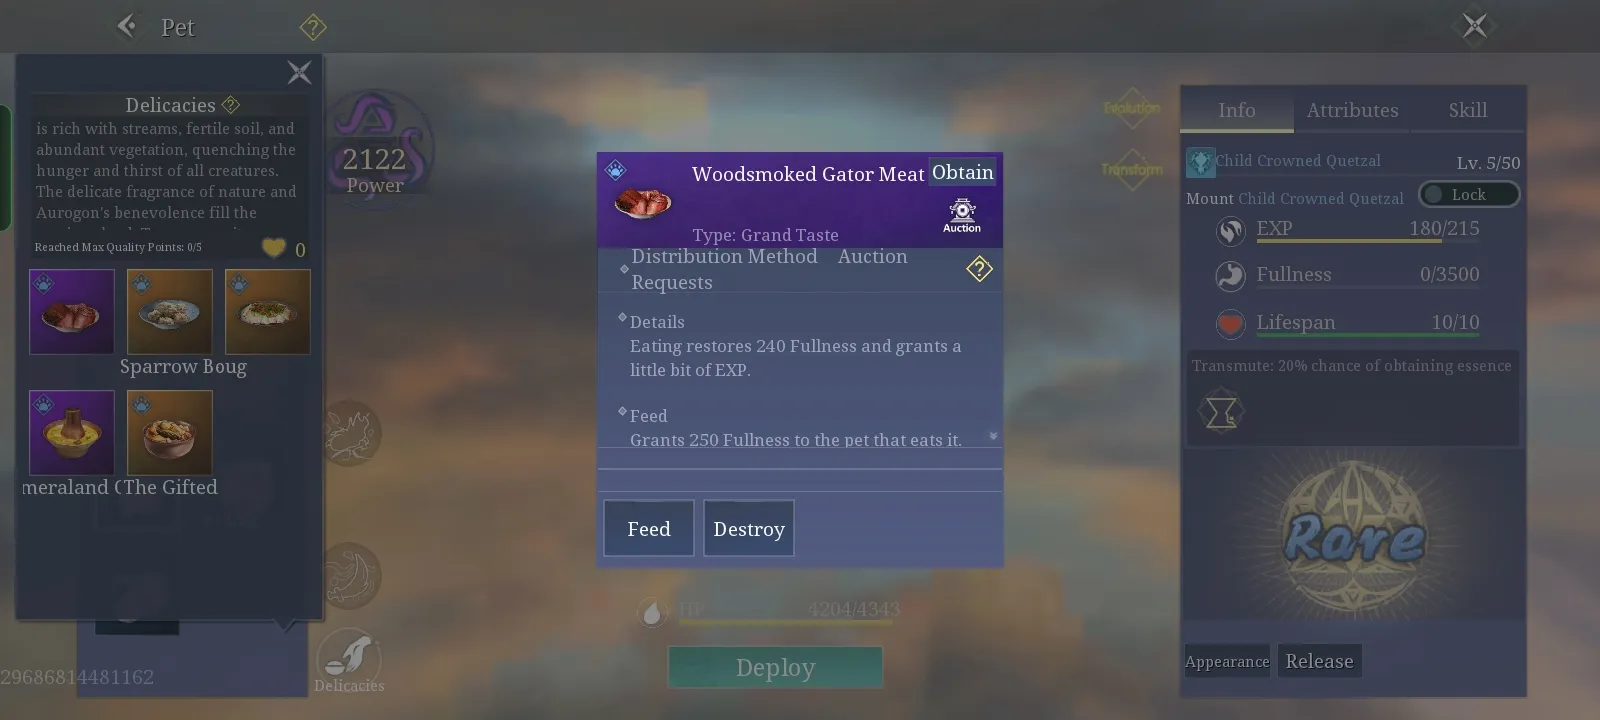 Pet
?
Delicacies ?
is rich with streams, fertile soil, and
abundant vegetation, quenching the
hunger and thirst of all creatures.
The delicate fragrance of nature and
Aurogon's benevolence fill the
Reached Max Quality Points: 0/5
0
Sparrow Boug
meraland
The Gifted
29686814481162
2122
Power
Delicacies
Woodsmoked Gator Meat
Obtain
Type: Grand Taste
Auction
Distribution Method Auction
Requests
?
Details
Eating restores 240 Fullness and grants a
little bit of EXP.
Feed
Grants 250 Fullness to the pet that eats it.
Feed
Destroy
HP 4204/4343
Deploy
Evolution
Transform
Info
Attributes
Skill
Child Crowned Quetzal
Lv. 5/50
Mount Child Crowned Quetzal
Lock
EXP 180/215
Fullness 0/3500
Lifespan 10/10
Transmute: 20% chance of obtaining essence
Rare
Appearance
Release